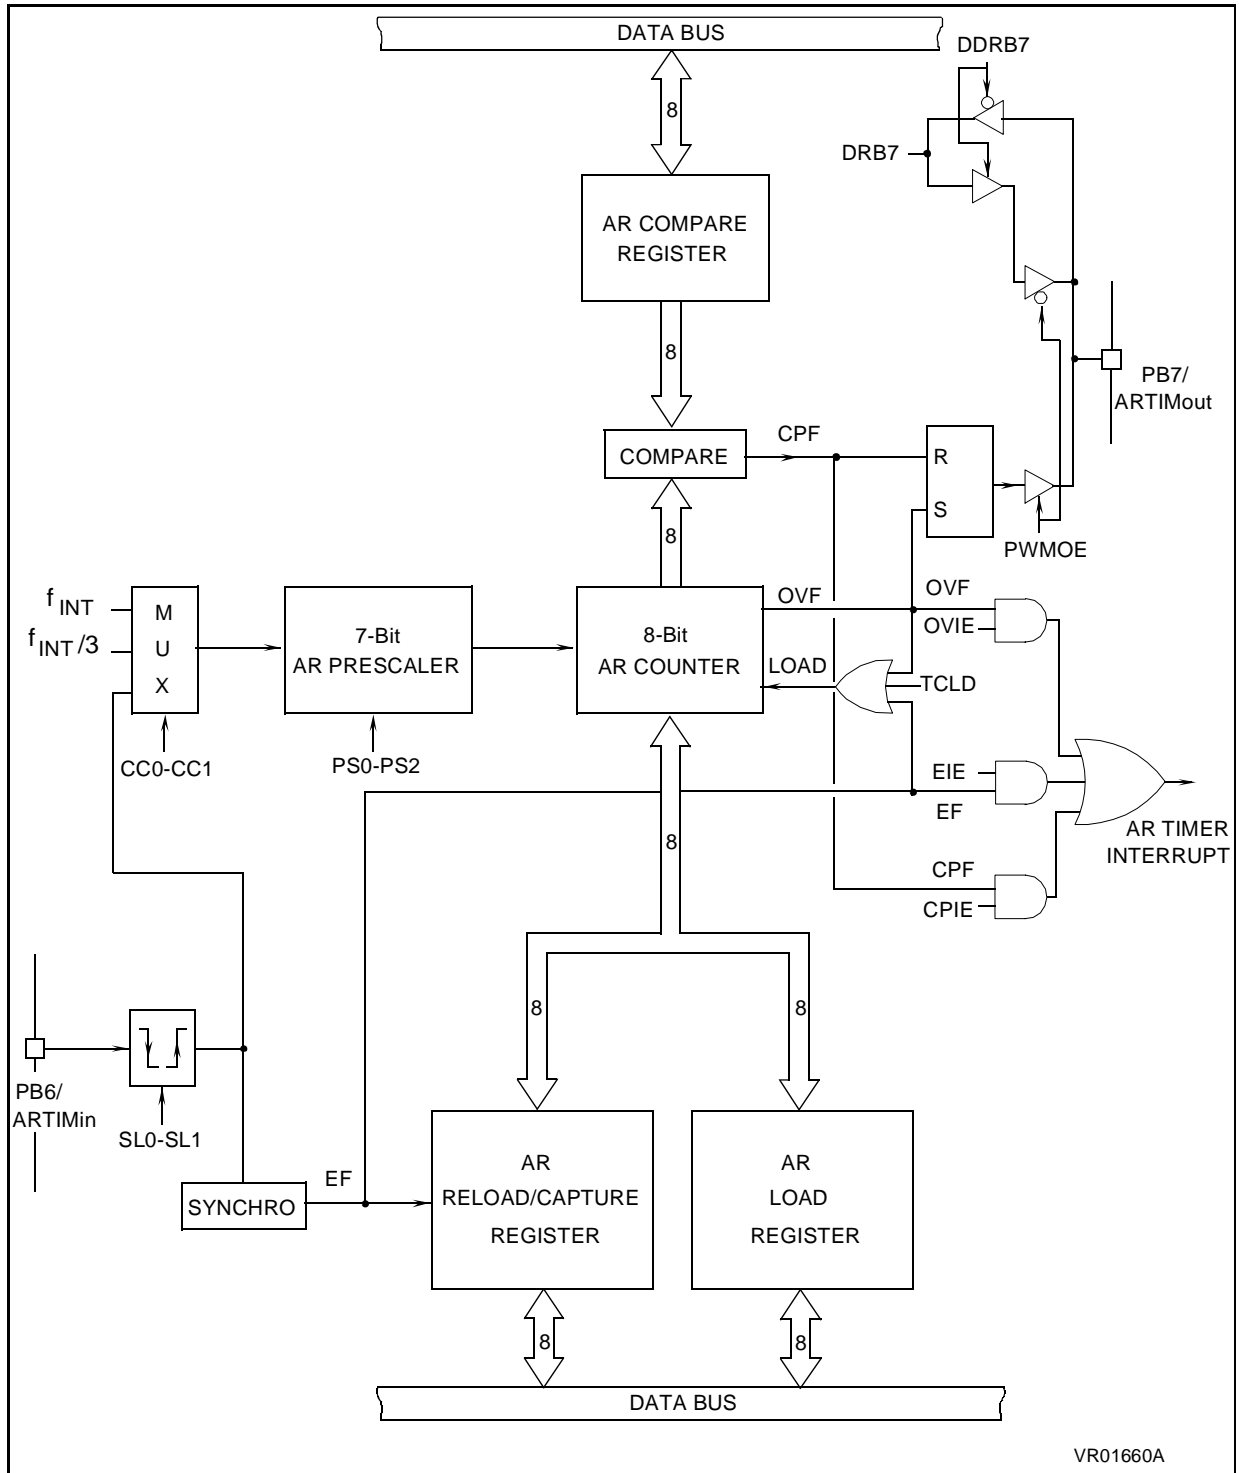 DATA BUS
DDRB7
8
DRB7
AR COMPARE
REGISTER
8
PB7/
ARTIMout
CPF
COMPARE
R
S
8
PWMOE
fINT
fINT/3
M
U
X
7-Bit
AR PRESCALER
8-Bit
AR COUNTER
OVF
OVF
OVIE
LOAD
TCLD
CC0-CC1
PS0-PS2
EIE
EF
AR TIMER
INTERRUPT
8
CPF
CPIE
8
8
PB6/
ARTIMin
SL0-SL1
SYNCHRO
EF
AR
RELOAD/CAPTURE
REGISTER
AR
LOAD
REGISTER
8
8
DATA BUS
VR01660A